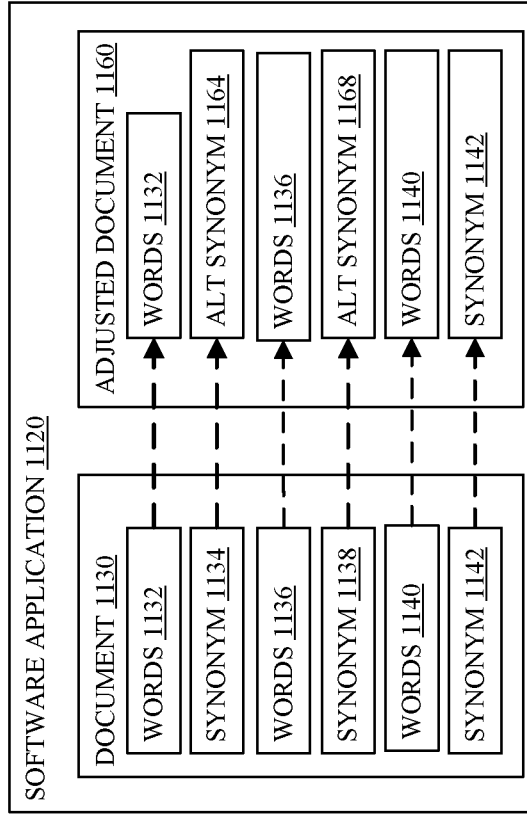 SOFTWARE APPLICATION 1120
DOCUMENT 1130
WORDS 1132
SYNONYM 1134
WORDS 1136
SYNONYM 1138
WORDS 1140
SYNONYM 1142
ADJUSTED DOCUMENT 1160
WORDS 1132
ALT SYNONYM 1164
WORDS 1136
ALT SYNONYM 1168
WORDS 1140
SYNONYM 1142